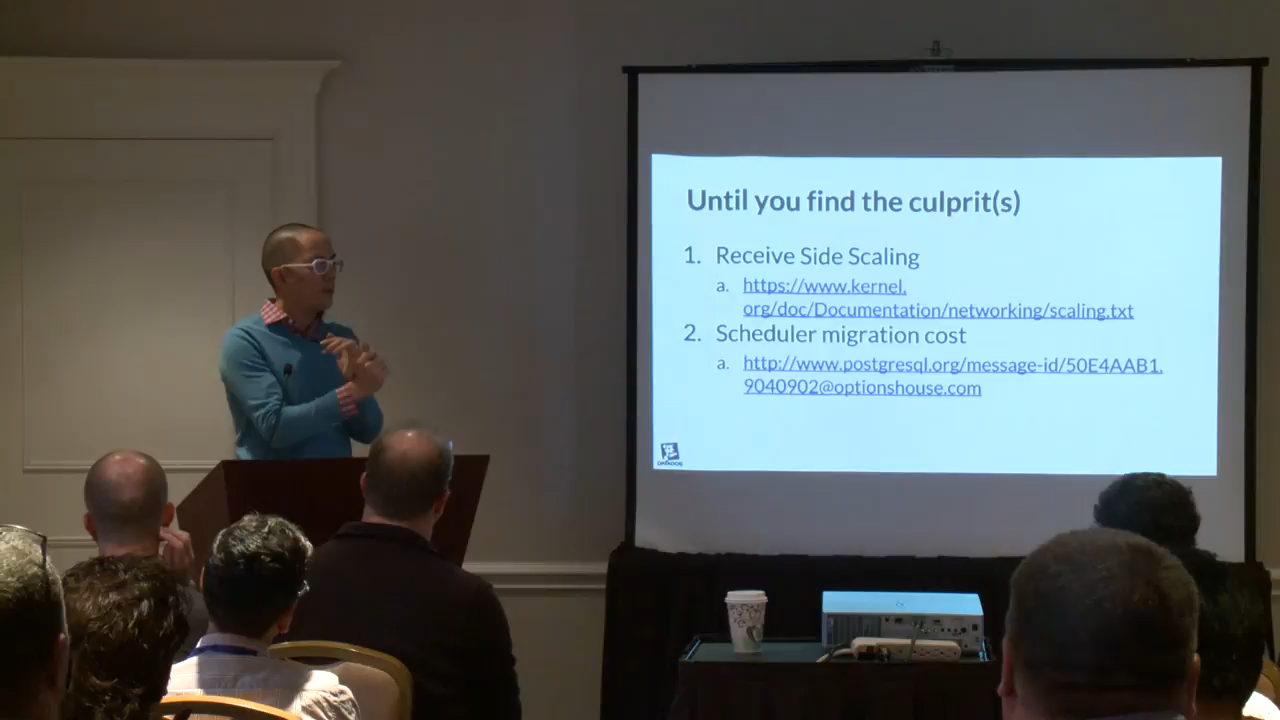 Until you find the culprit(s)
1. Receive Side Scaling
a. https://www.kernel.
org/doc/Documentation/networking/scaling.txt
2. Scheduler migration cost
a. http://www.postgresql.org/message-id/50E4AAB1.
9040902@optionshouse.com
DATADOG